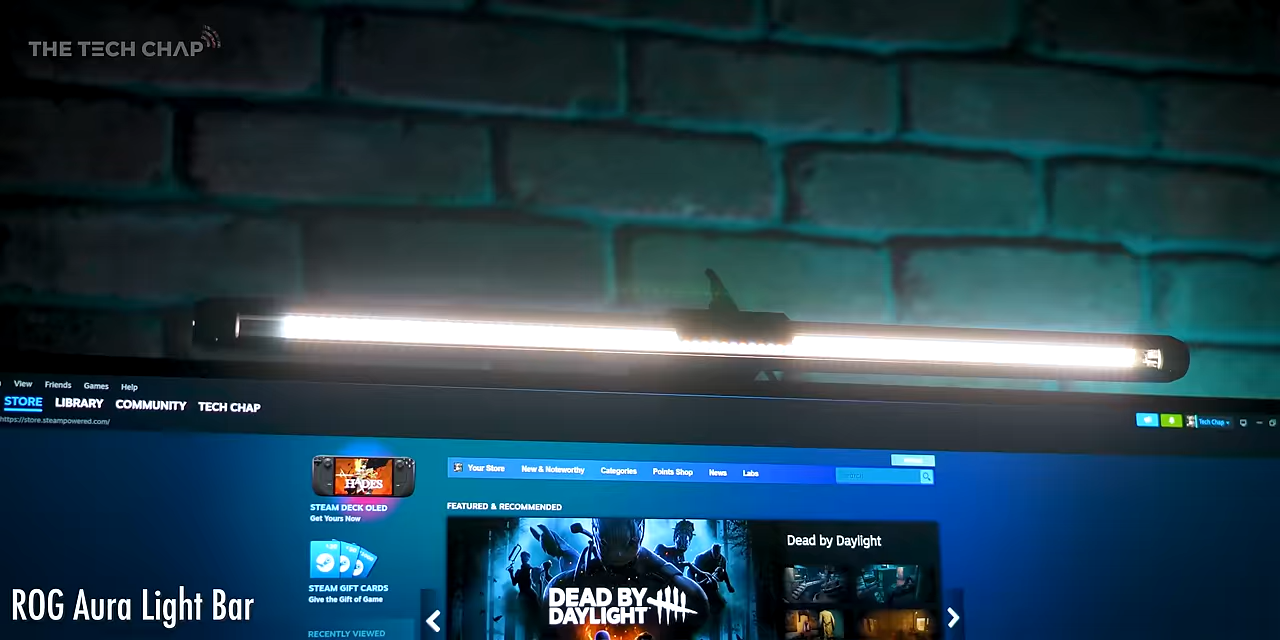 THE TECH CHAP
View Friends Games Help
STORE LIBRARY COMMUNITY TECH CHAP
https://store.steampowered.com/
Tech Chap
Your Store New & Noteworthy Categories Points Shop News Labs
HADES
STEAM DECK OLED
Get Yours Now
FEATURED & RECOMMENDED
DEAD BY
DAYLIGHT
Dead by Daylight
STEAM GIFT CARDS
Give the Gift of Game
RECENTLY VIEWED
ROG Aura Light Bar